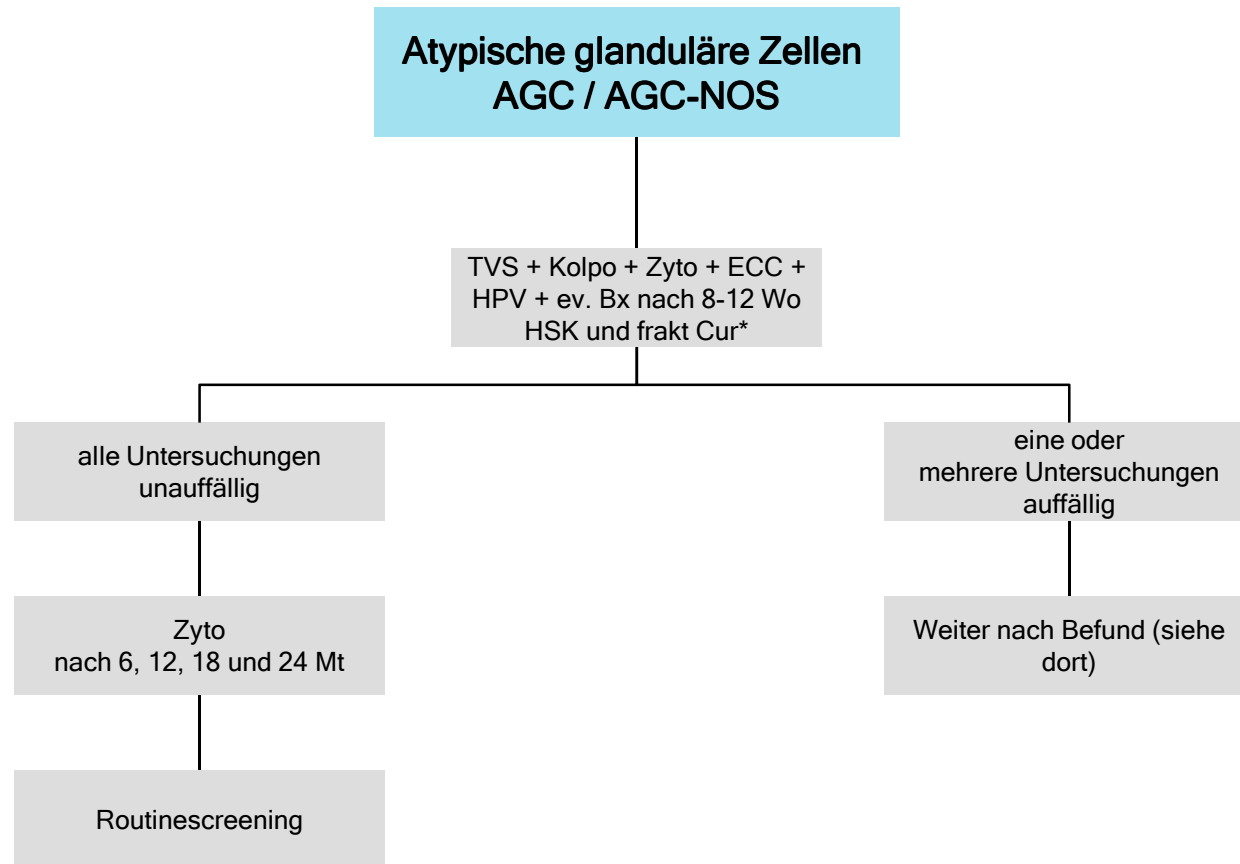 Atypische glanduläre Zellen
AGC / AGC-NOS
TVS + Kolpo + Zyto + ECC +
HPV + ev. Bx nach 8-12 Wo
HSK und frakt Cur*
alle Untersuchungen
unauffällig
eine oder
mehrere Untersuchungen
auffällig
Zyto
nach 6, 12, 18 und 24 Mt
Weiter nach Befund (siehe
dort)
Routinescreening